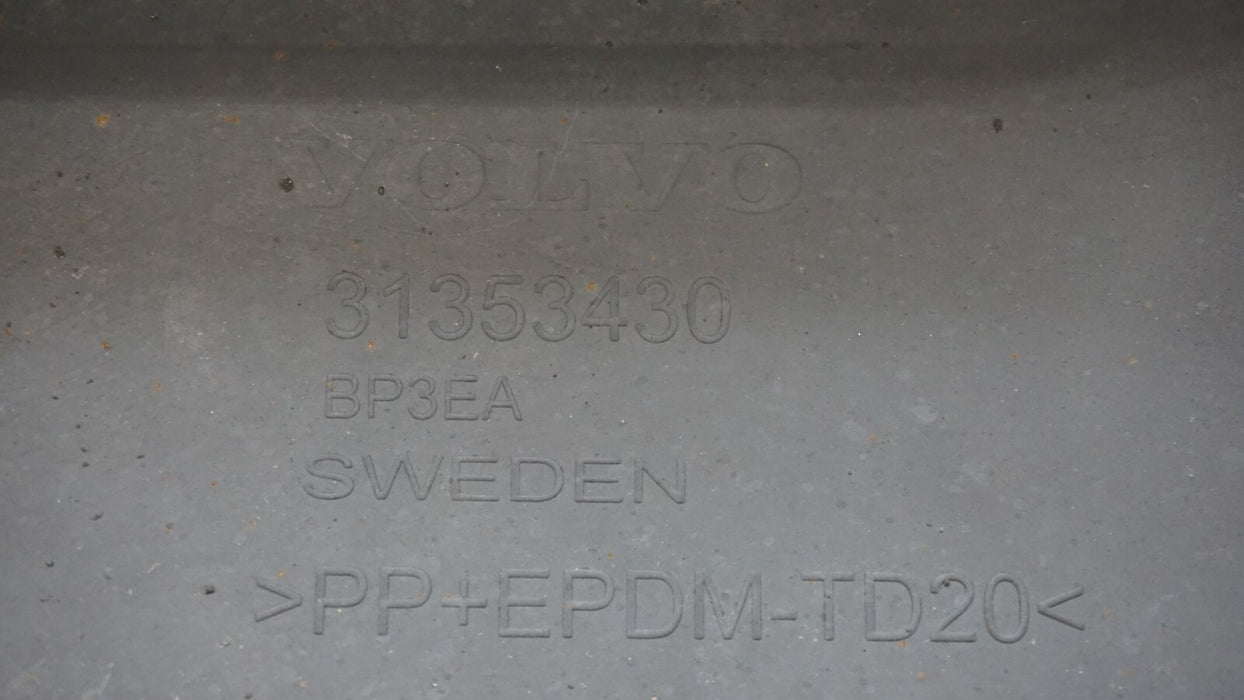 VOLVO
31353430
BP3EA
SWEDEN
>PP+EPDM-TD20<